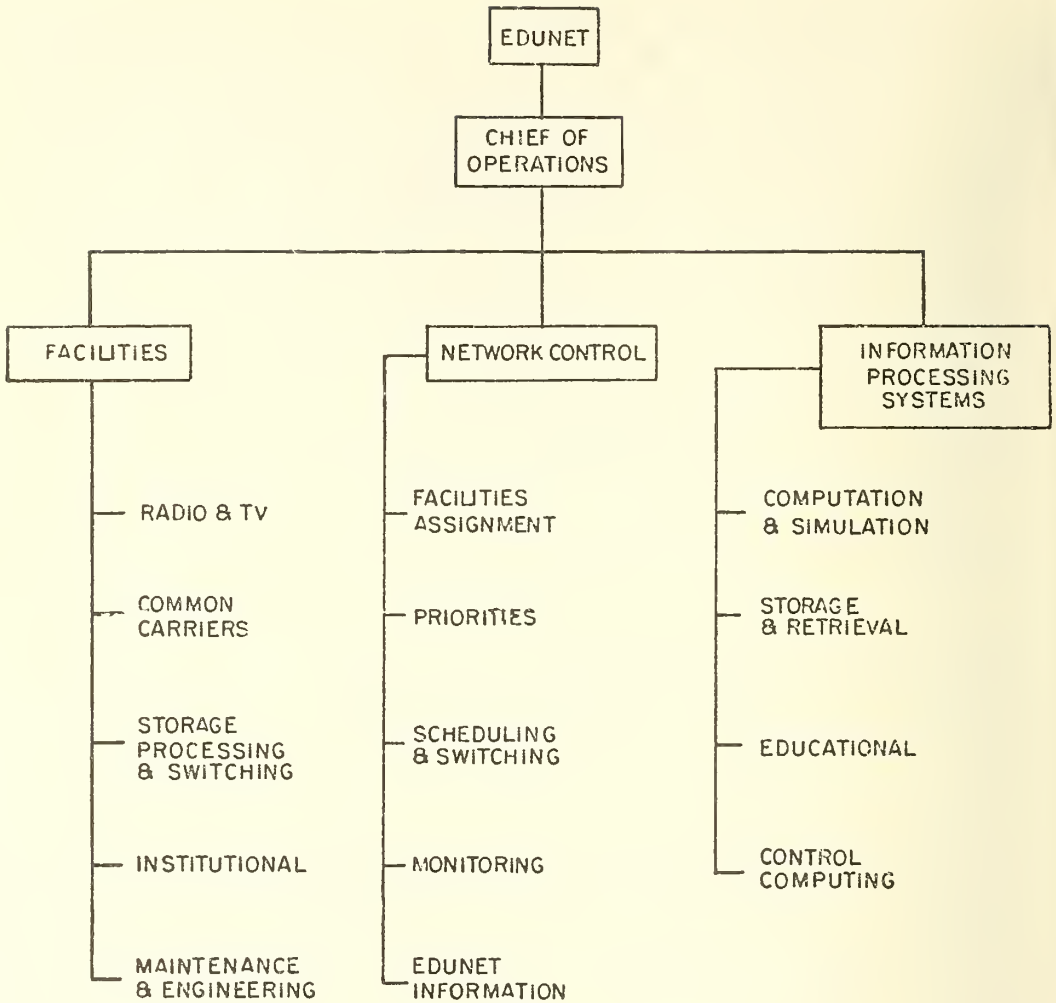 EDUNET
CHIEF OF
OPERATIONS
FACILITIES
RADIO & TV
COMMON
CARRIERS
STORAGE
PROCESSING
& SWITCHING
INSTITUTIONAL
MAINTENANCE
& ENGINEERING
NETWORK CONTROL
FACILITIES
ASSIGNMENT
PRIORITIES
SCHEDULING
& SWITCHING
MONITORING
EDUNET
INFORMATION
INFORMATION
PROCESSING
SYSTEMS
COMPUTATION
& SIMULATION
STORAGE
& RETRIEVAL
EDUCATIONAL
CONTROL
COMPUTING